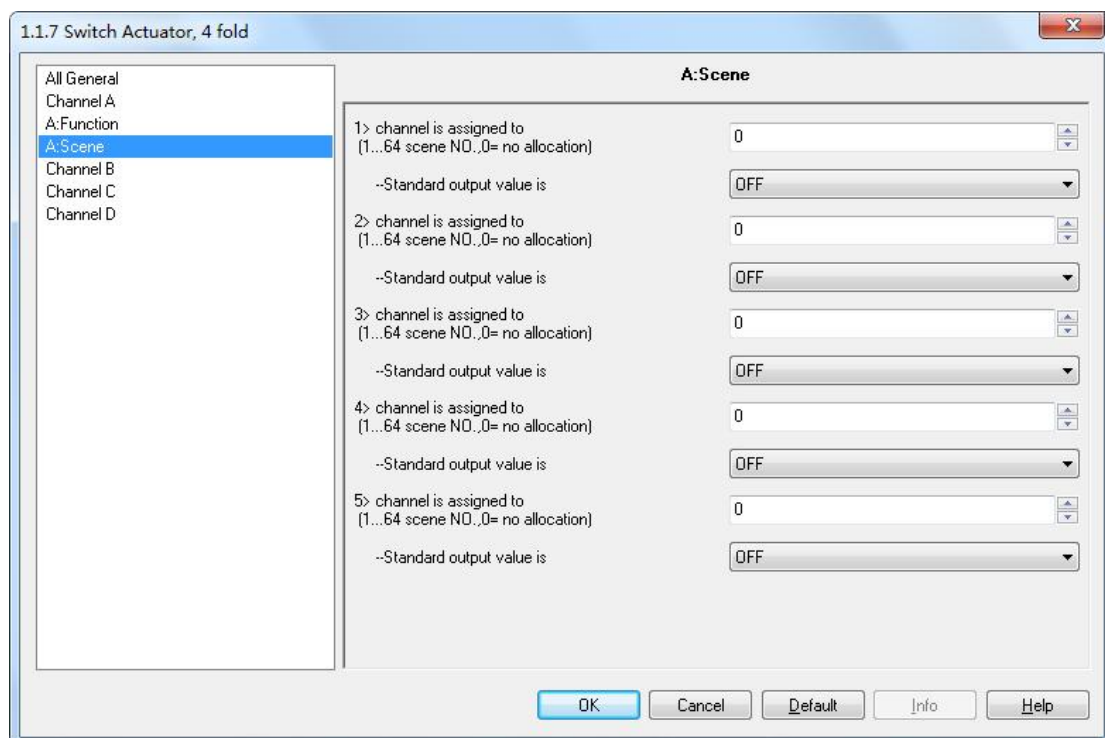 1.1.7 Switch Actuator, 4 fold
All General
Channel A
A:Function
A:Scene
Channel B
Channel C
Channel D
A:Scene
1> channel is assigned to
(1...64 scene NO.,0= no allocation)
0
--Standard output value is
OFF
2> channel is assigned to
(1...64 scene NO.,0= no allocation)
0
--Standard output value is
OFF
3> channel is assigned to
(1...64 scene NO.,0= no allocation)
0
--Standard output value is
OFF
4> channel is assigned to
(1...64 scene NO.,0= no allocation)
0
--Standard output value is
OFF
5> channel is assigned to
(1...64 scene NO.,0= no allocation)
0
--Standard output value is
OFF
OK
Cancel
Default
Info
Help